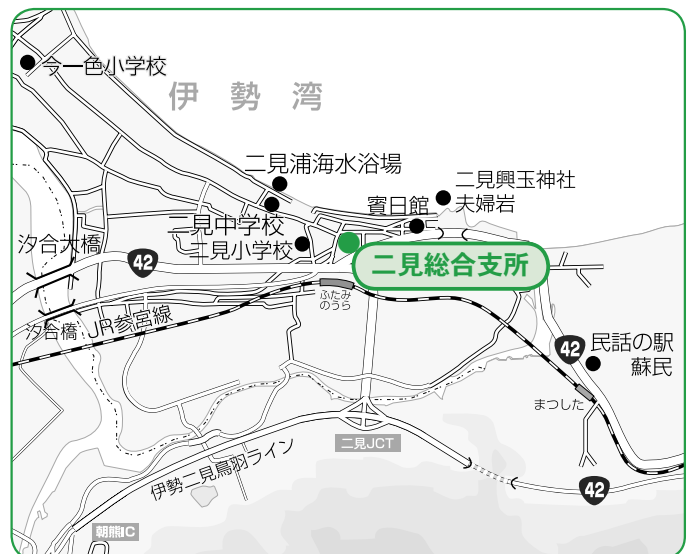 今一色小学校
伊勢湾
二見浦海水浴場
二見興玉神社
夫婦岩
賓日館
二見中学校
二見小学校
汐合大橋
42
二見総合支所
ふたみ
のうら
汐合橋
JR参宮線
42
民話の駅
蘇民
まつした
二見JCT
伊勢二見鳥羽ライン
42
朝熊IC